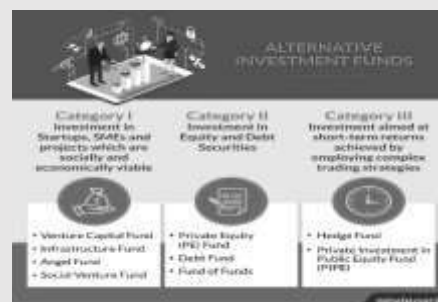 ALTERNATIVE
INVESTMENT FUNDS
Category I
Investment in
Startups, SMEs and
projects which are
socially and
economically viable
Category II
Investment in
Equity and Debt
Securities
Category III
Investment aimed at
short-term returns
achieved by
employing complex
trading strategies
• Venture Capital Fund
• Infrastructure Fund
• Angel Fund
• Social Venture Fund
• Private Equity
(PE) Fund
• Debt Fund
• Fund of Funds
• Hedge Fund
• Private Investment in
Public Equity Fund
(PIPE)